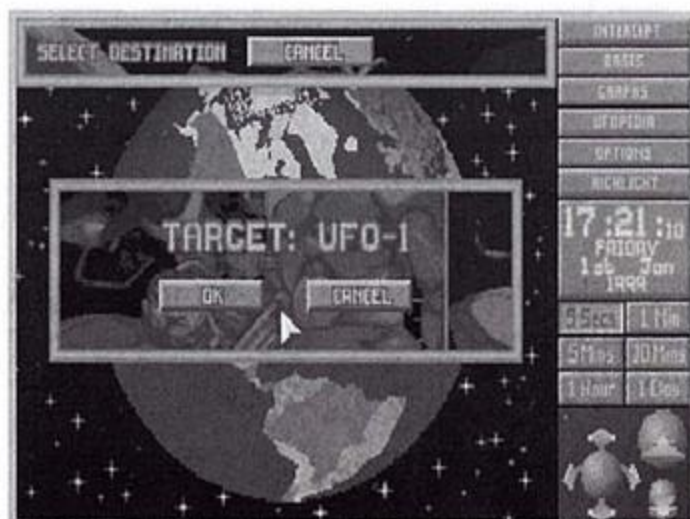 SELECT DESTINATION CANCEL
INTERCEPT
BASES
GRAPHS
UFOPEDIA
OPTIONS
TARGET: UFO-1
OK CANCEL
17:21:10
FRIDAY
1st Jan
1999
5 Secs 1 Min
5 Mins 30 Mins
1 Hour 1 Day